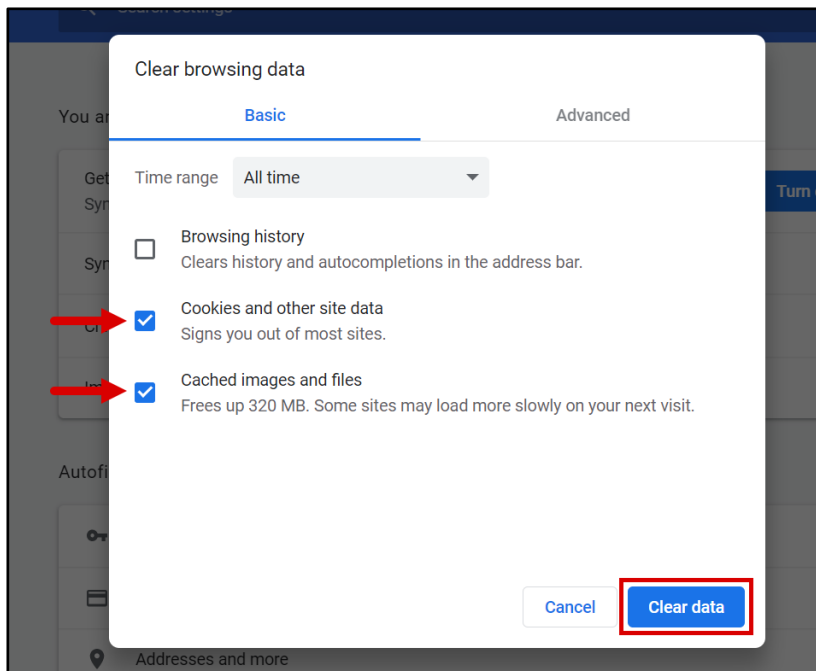 Search settings
Clear browsing data
You ar
Basic
Advanced
Get
Time range
All time
Turn
Syn
Browsing history
Clears history and autocompletions in the address bar.
Syn
Cookies and other site data
Signs you out of most sites.
Cached images and files
Frees up 320 MB. Some sites may load more slowly on your next visit.
Autofi
Cancel
Clear data
Addresses and more